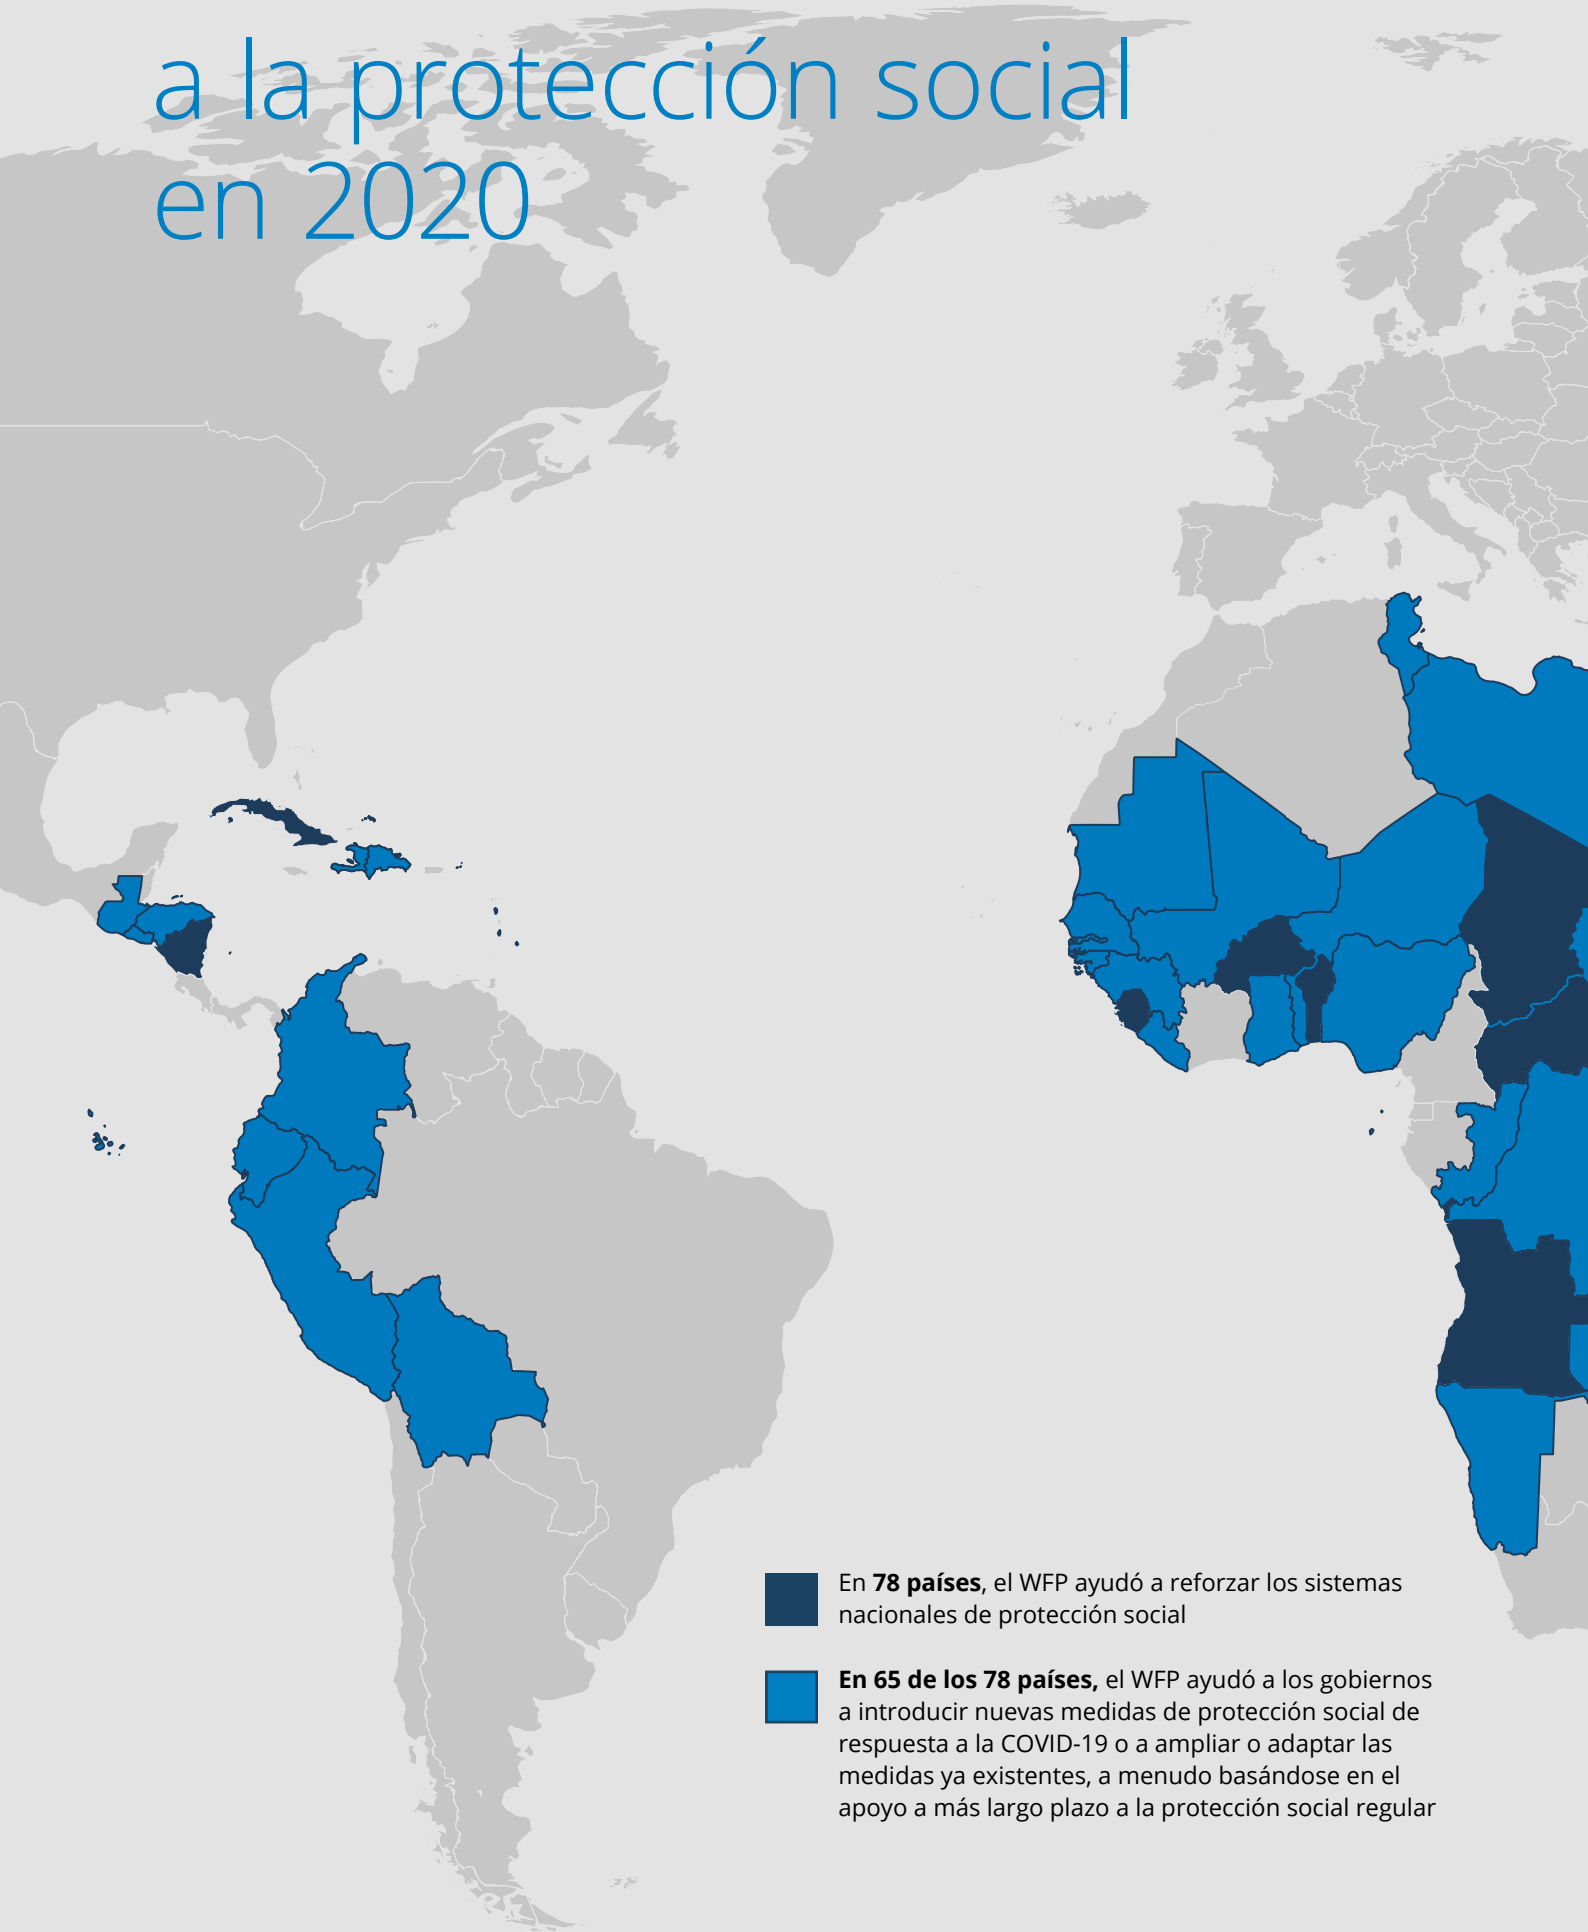 a la protección social
en 2020
En 78 países, el WFP ayudó a reforzar los sistemas
nacionales de protección social
En 65 de los 78 países, el WFP ayudó a los gobiernos
a introducir nuevas medidas de protección social de
respuesta a la COVID-19 o a ampliar o adaptar las
medidas ya existentes, a menudo basándose en el
apoyo a más largo plazo a la protección social regular